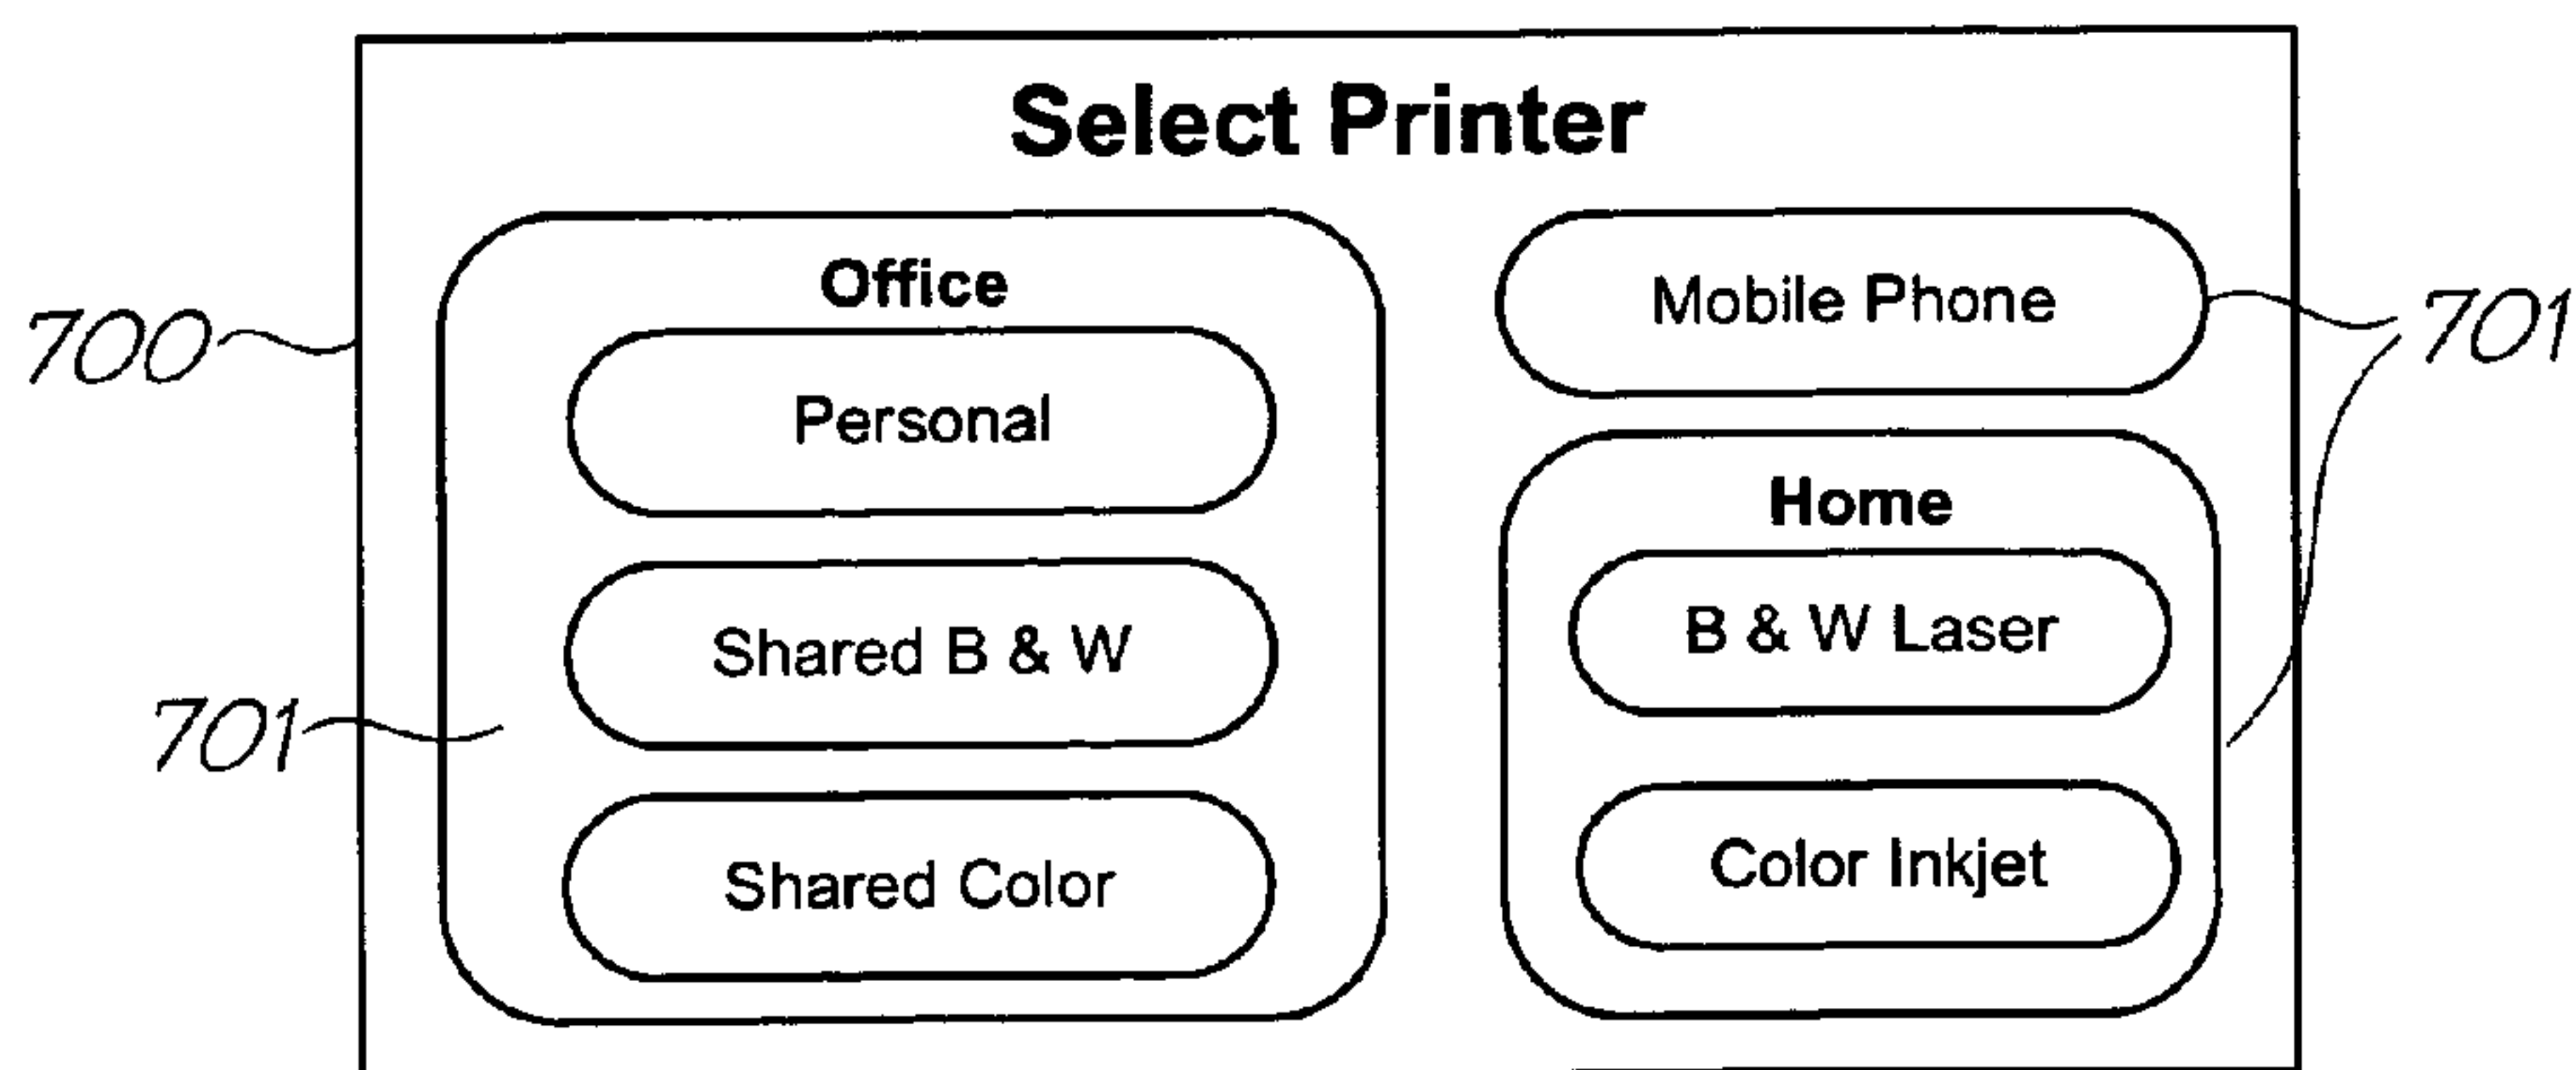 Select Printer
Office
Personal
Shared B & W
Shared Color
Mobile Phone
Home
B & W Laser
Color Inkjet
700
701
701